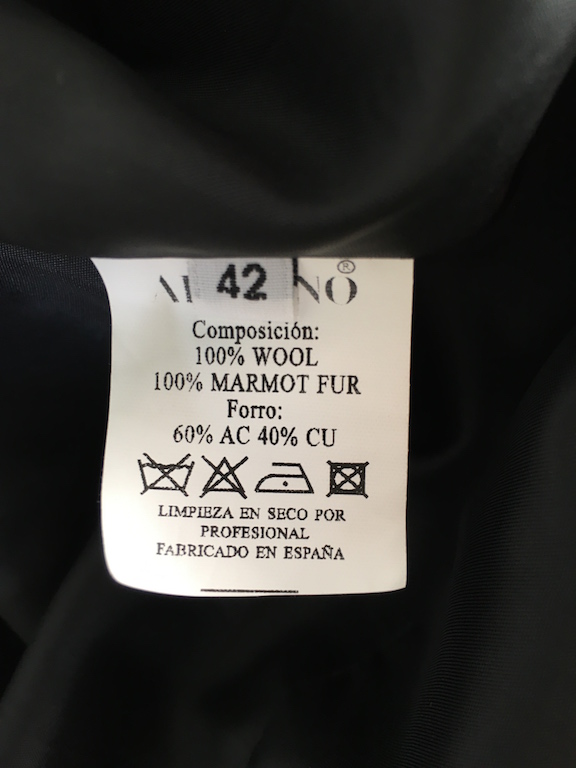 42
®
Composición:
100% WOOL
100% MARMOT FUR
Forro:
60% AC 40% CU
LIMPIEZA EN SECO POR
PROFESIONAL
FABRICADO EN ESPAÑA